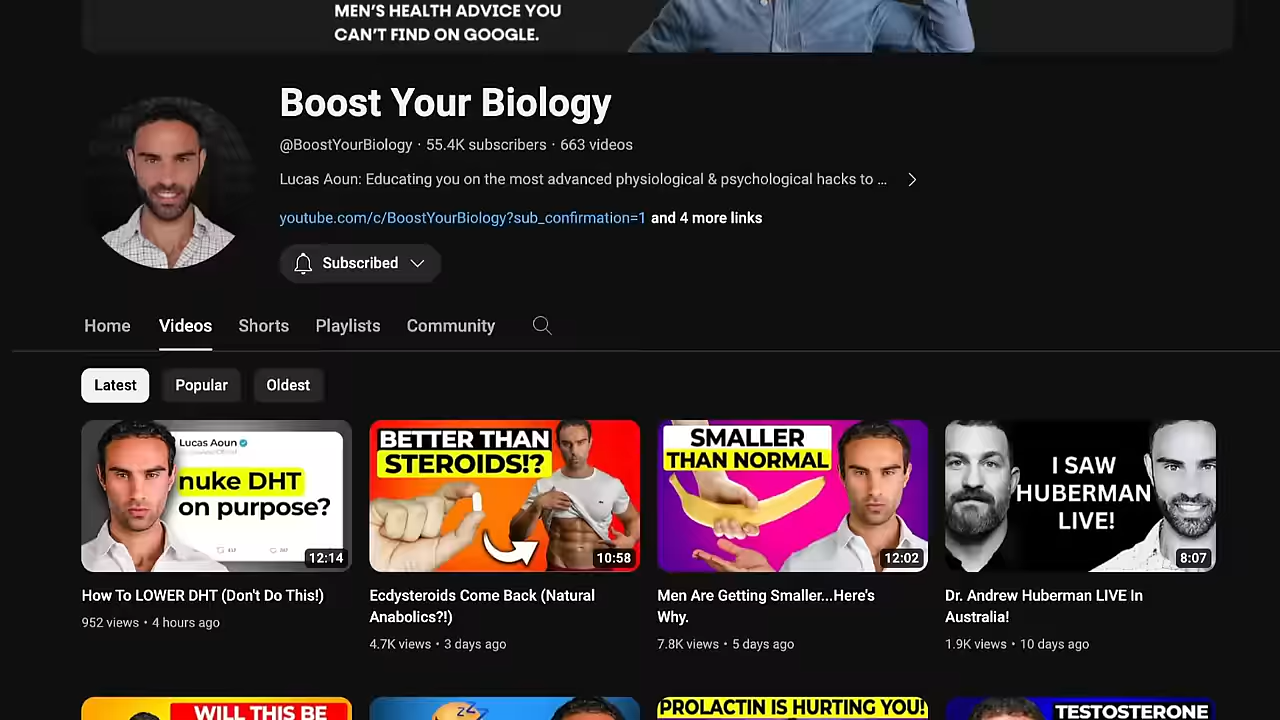 MEN'S HEALTH ADVICE YOU
CAN'T FIND ON GOOGLE.
Boost Your Biology
@BoostYourBiology · 55.4K subscribers · 663 videos
Lucas Aoun: Educating you on the most advanced physiological & psychological hacks to ...
youtube.com/c/BoostYourBiology?sub_confirmation=1 and 4 more links
Subscribed
Home Videos Shorts Playlists Community
Latest Popular Oldest
Lucas Aoun
nuke DHT
on purpose?
12:14
BETTER THAN
STEROIDS!?
10:58
SMALLER
THAN NORMAL
12:02
I SAW
HUBERMAN
LIVE!
8:07
How To LOWER DHT (Don't Do This!)
952 views • 4 hours ago
Ecdysteroids Come Back (Natural
Anabolics?!)
4.7K views • 3 days ago
Men Are Getting Smaller...Here's
Why.
7.8K views • 5 days ago
Dr. Andrew Huberman LIVE In
Australia!
1.9K views • 10 days ago
WILL THIS BE
zzz
PROLACTIN IS HURTING YOU!
TESTOSTERONE